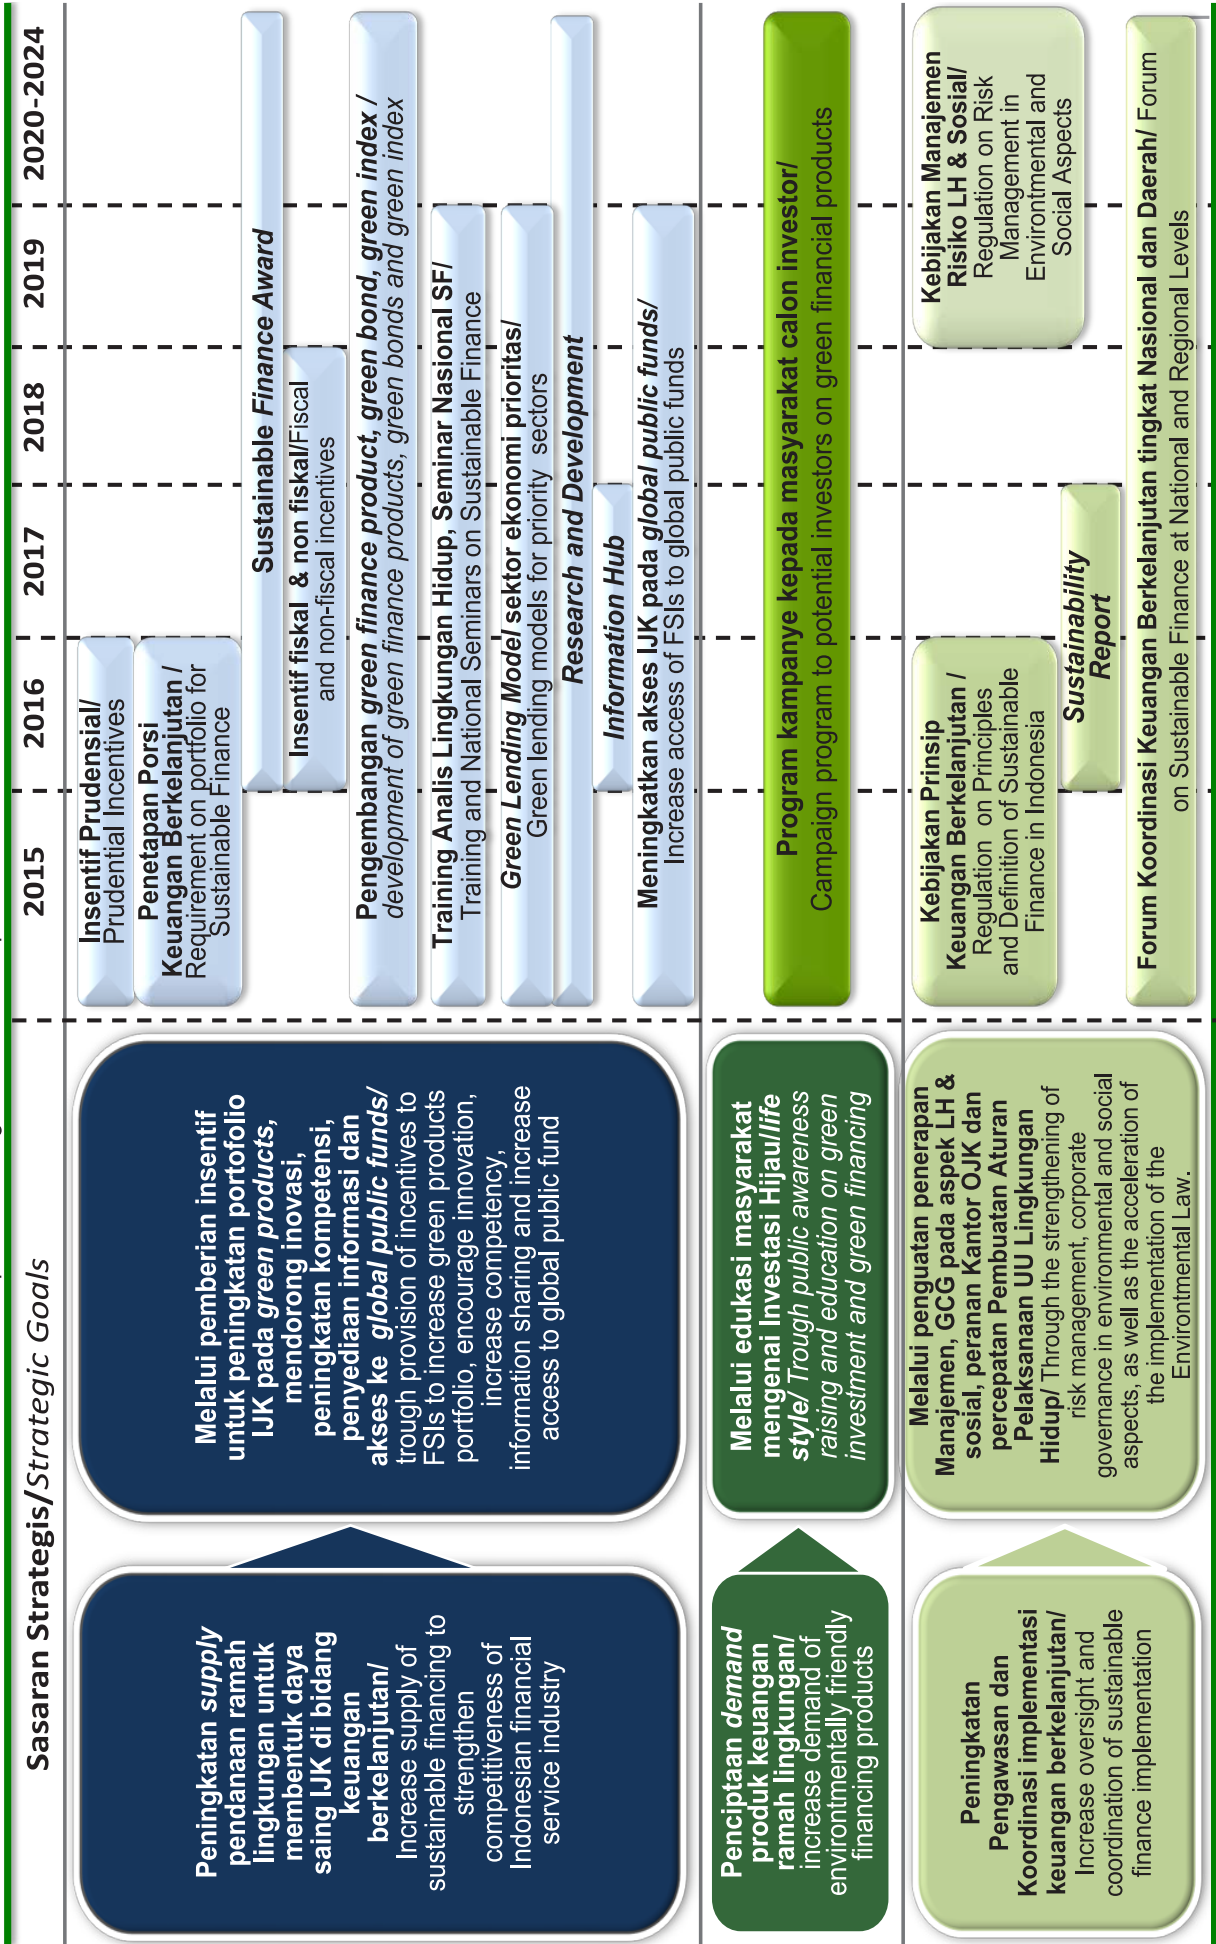 Sasaran Strategis/Strategic Goals
2015
2016
2017
2018
2019
2020-2024
Peningkatan supply
pendanaan ramah
lingkungan untuk
membentuk daya
saing IJK di bidang
keuangan
berkelanjutan/
Increase supply of
sustainable financing to
strengthen
competitiveness of
Indonesian financial
service industry
Melalui pemberian insentif
untuk peningkatan portofolio
IJK pada green products,
mendorong inovasi,
peningkatan kompetensi,
penyediaan informasi dan
akses ke global public funds/
trough provision of incentives to
FSIs to increase green products
portfolio, encourage innovation,
increase competency,
information sharing and increase
access to global public fund
Insentif Prudensial/
Prudential Incentives
Penetapan Porsi
Keuangan Berkelanjutan /
Requirement on portfolio for
Sustainable Finance
Sustainable Finance Award
Insentif fiskal & non fiskal/Fiscal
and non-fiscal incentives
Pengembangan green finance product, green bond, green index /
development of green finance products, green bonds and green index
Training Analis Lingkungan Hidup, Seminar Nasional SF/
Training and National Seminars on Sustainable Finance
Green Lending Model sektor ekonomi prioritas/
Green lending models for priority sectors
Research and Development
Information Hub
Meningkatkan akses IJK pada global public funds/
Increase access of FSIs to global public funds
Penciptaan demand
produk keuangan
ramah lingkungan/
increase demand of
environtmentally friendly
financing products
Melalui edukasi masyarakat
mengenai Investasi Hijau/life
style/ Trough public awareness
raising and education on green
investment and green financing
Program kampanye kepada masyarakat calon investor/
Campaign program to potential investors on green financial products
Peningkatan
Pengawasan dan
Koordinasi implementasi
keuangan berkelanjutan/
Increase oversight and
coordination of sustainable
finance implementation
Melalui penguatan penerapan
Manajemen, GCG pada aspek LH &
sosial, peranan Kantor OJK dan
percepatan Pembuatan Aturan
Pelaksanaan UU Lingkungan
Hidup/ Through the strengthening of
risk management, corporate
governance in environmental and social
aspects, as well as the acceleration of
the implementation of the
Environtmental Law.
Kebijakan Prinsip
Keuangan Berkelanjutan /
Regulation on Principles
and Definition of Sustainable
Finance in Indonesia
Kebijakan Manajemen
Risiko LH & Sosial/
Regulation on Risk
Management in
Environtmental and
Social Aspects
Sustainability
Report
Forum Koordinasi Keuangan Berkelanjutan tingkat Nasional dan Daerah/ Forum
on Sustainable Finance at National and Regional Levels